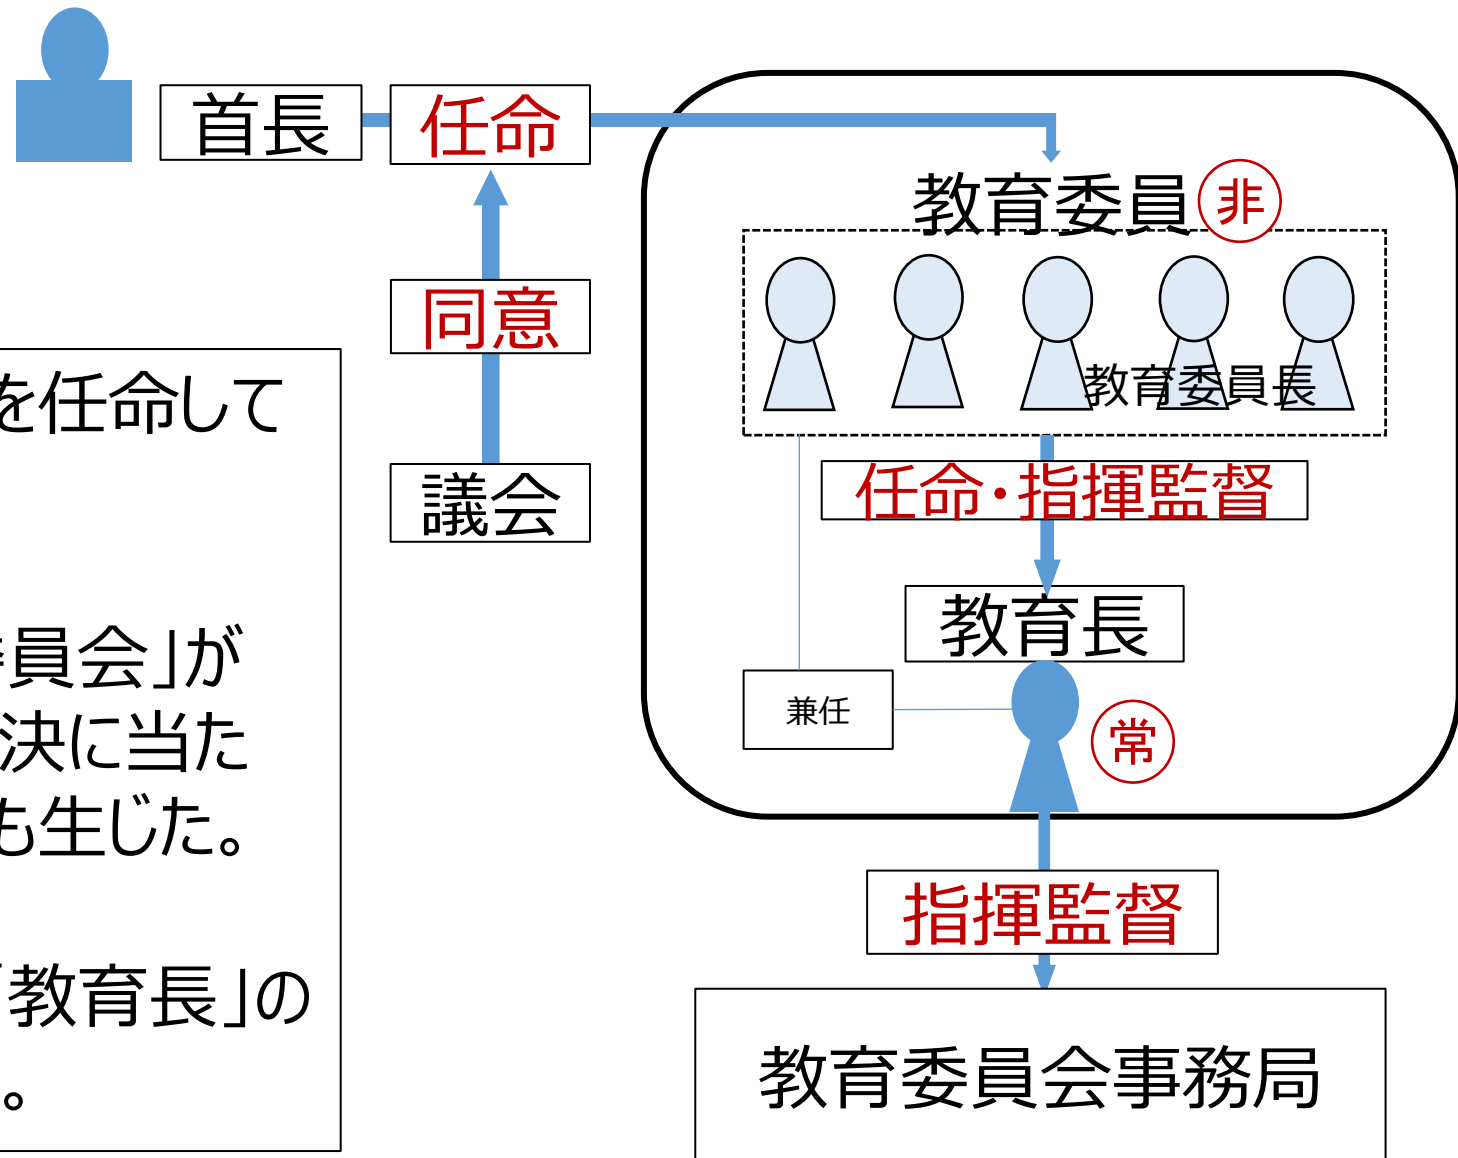 首長
任命
教育委員
非
同意
教育委員長
を任命して
議会
任命・指揮監督
教育長
委員会」が
兼任
決に当た
常
も生じた。
指揮監督
「教育長」の
教育委員会事務局
。